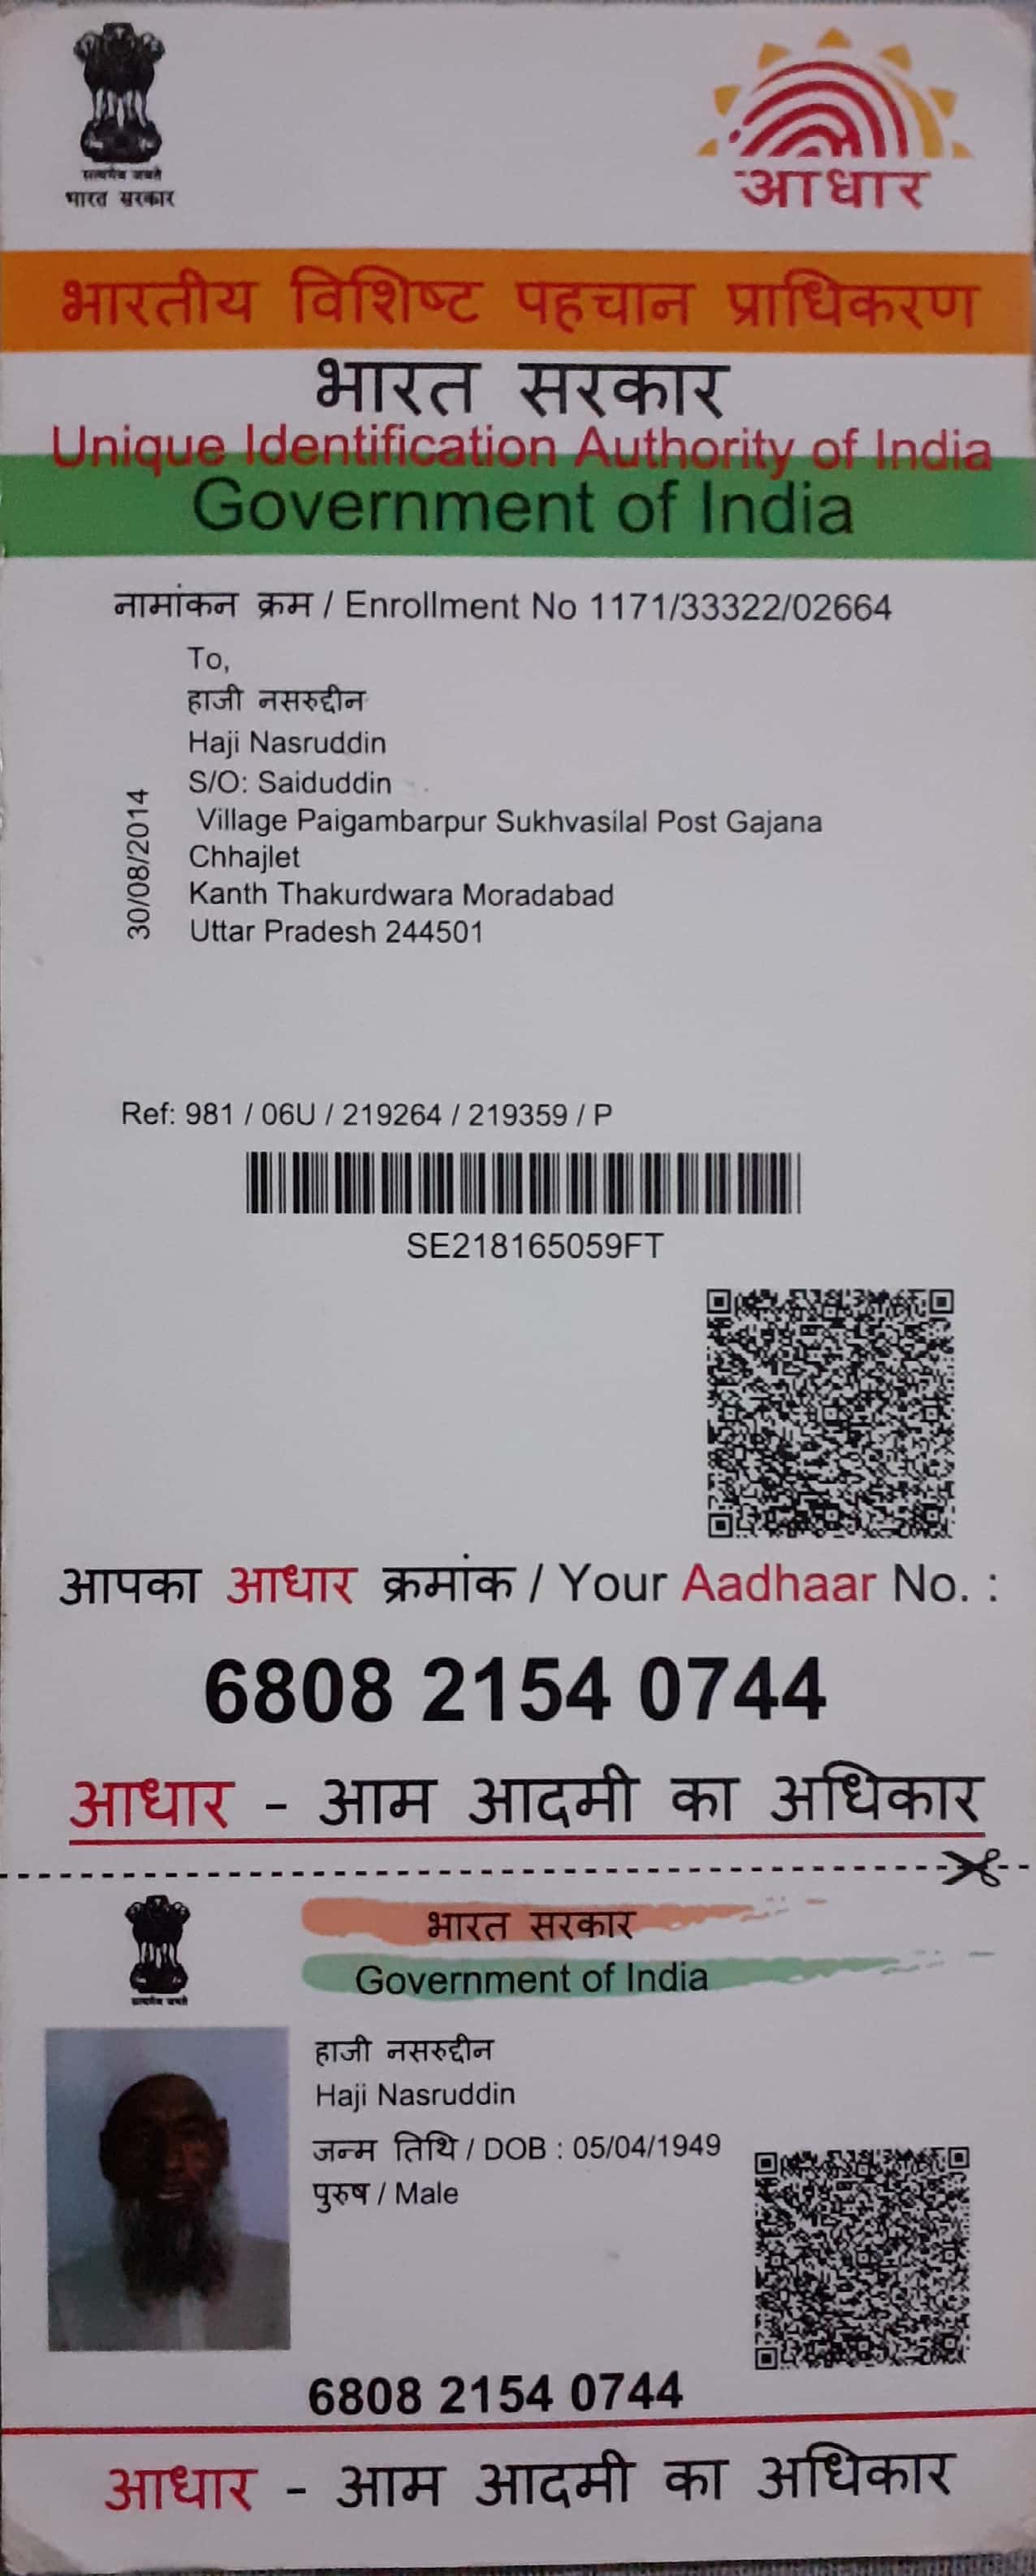 सत्यमेव जयते
भारत सरकार
आधार
भारतीय विशिष्ट पहचान प्राधिकरण
भारत सरकार
Unique Identification Authority of India
Government of India
नामांकन क्रम / Enrollment No 1171/33322/02664
To,
हाजी नसरुद्दीन
Haji Nasruddin
S/O: Saiduddin
Village Paigambarpur Sukhvasilal Post Gajana
Chhajlet
Kanth Thakurdwara Moradabad
Uttar Pradesh 244501
30/08/2014
Ref: 981 / 06U / 219264 / 219359 / P
SE218165059FT
आपका आधार क्रमांक / Your Aadhaar No. :
6808 2154 0744
आधार - आम आदमी का अधिकार
सत्यमेव जयते
भारत सरकार
Government of India
हाजी नसरुद्दीन
Haji Nasruddin
जन्म तिथि / DOB : 05/04/1949
पुरुष / Male
6808 2154 0744
आधार - आम आदमी का अधिकार